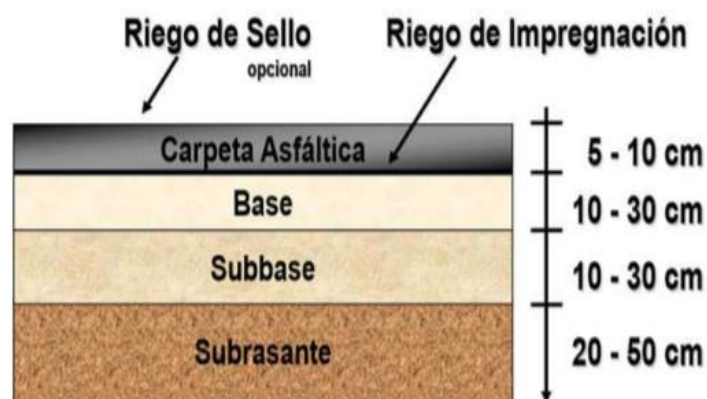 Riego de Sello
opcional
Riego de Impregnación
Carpeta Asfáltica
5 - 10 cm
Base
10 - 30 cm
Subbase
10 - 30 cm
Subrasante
20 - 50 cm